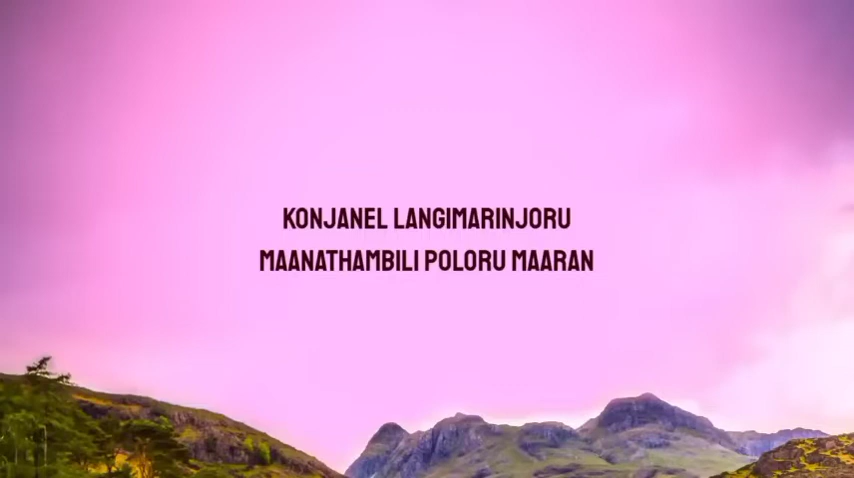 KONJANEL LANGIMARINJORU
MAANATHAMBILI POLORU MAARAN